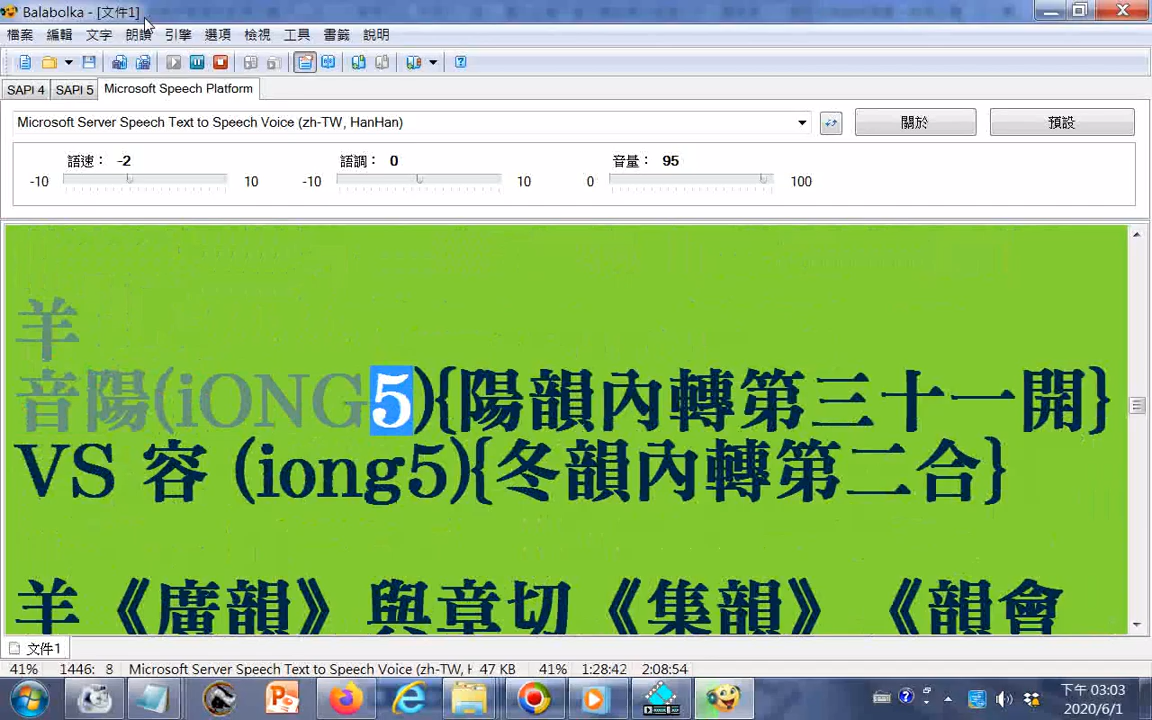 Balabolka - [文件1]
檔案 編輯 文字 朗讀 引擎 選項 檢視 工具 書籤 說明
SAPI 4 SAPI 5 Microsoft Speech Platform
Microsoft Server Speech Text to Speech Voice (zh-TW, HanHan) 關於 預設
語速： -2 語調： 0 音量： 95
-10 10 -10 10 0 100
羊
音陽(iONG5){陽韻內轉第三十一開}
VS 容 (iong5){冬韻內轉第二合}
羊《廣韻》與章切《集韻》《韻會
文件1
41% 1446: 8 Microsoft Server Speech Text to Speech Voice (zh-TW, H 47 KB 41% 1:28:42 2:08:54
下午 03:03
2020/6/1